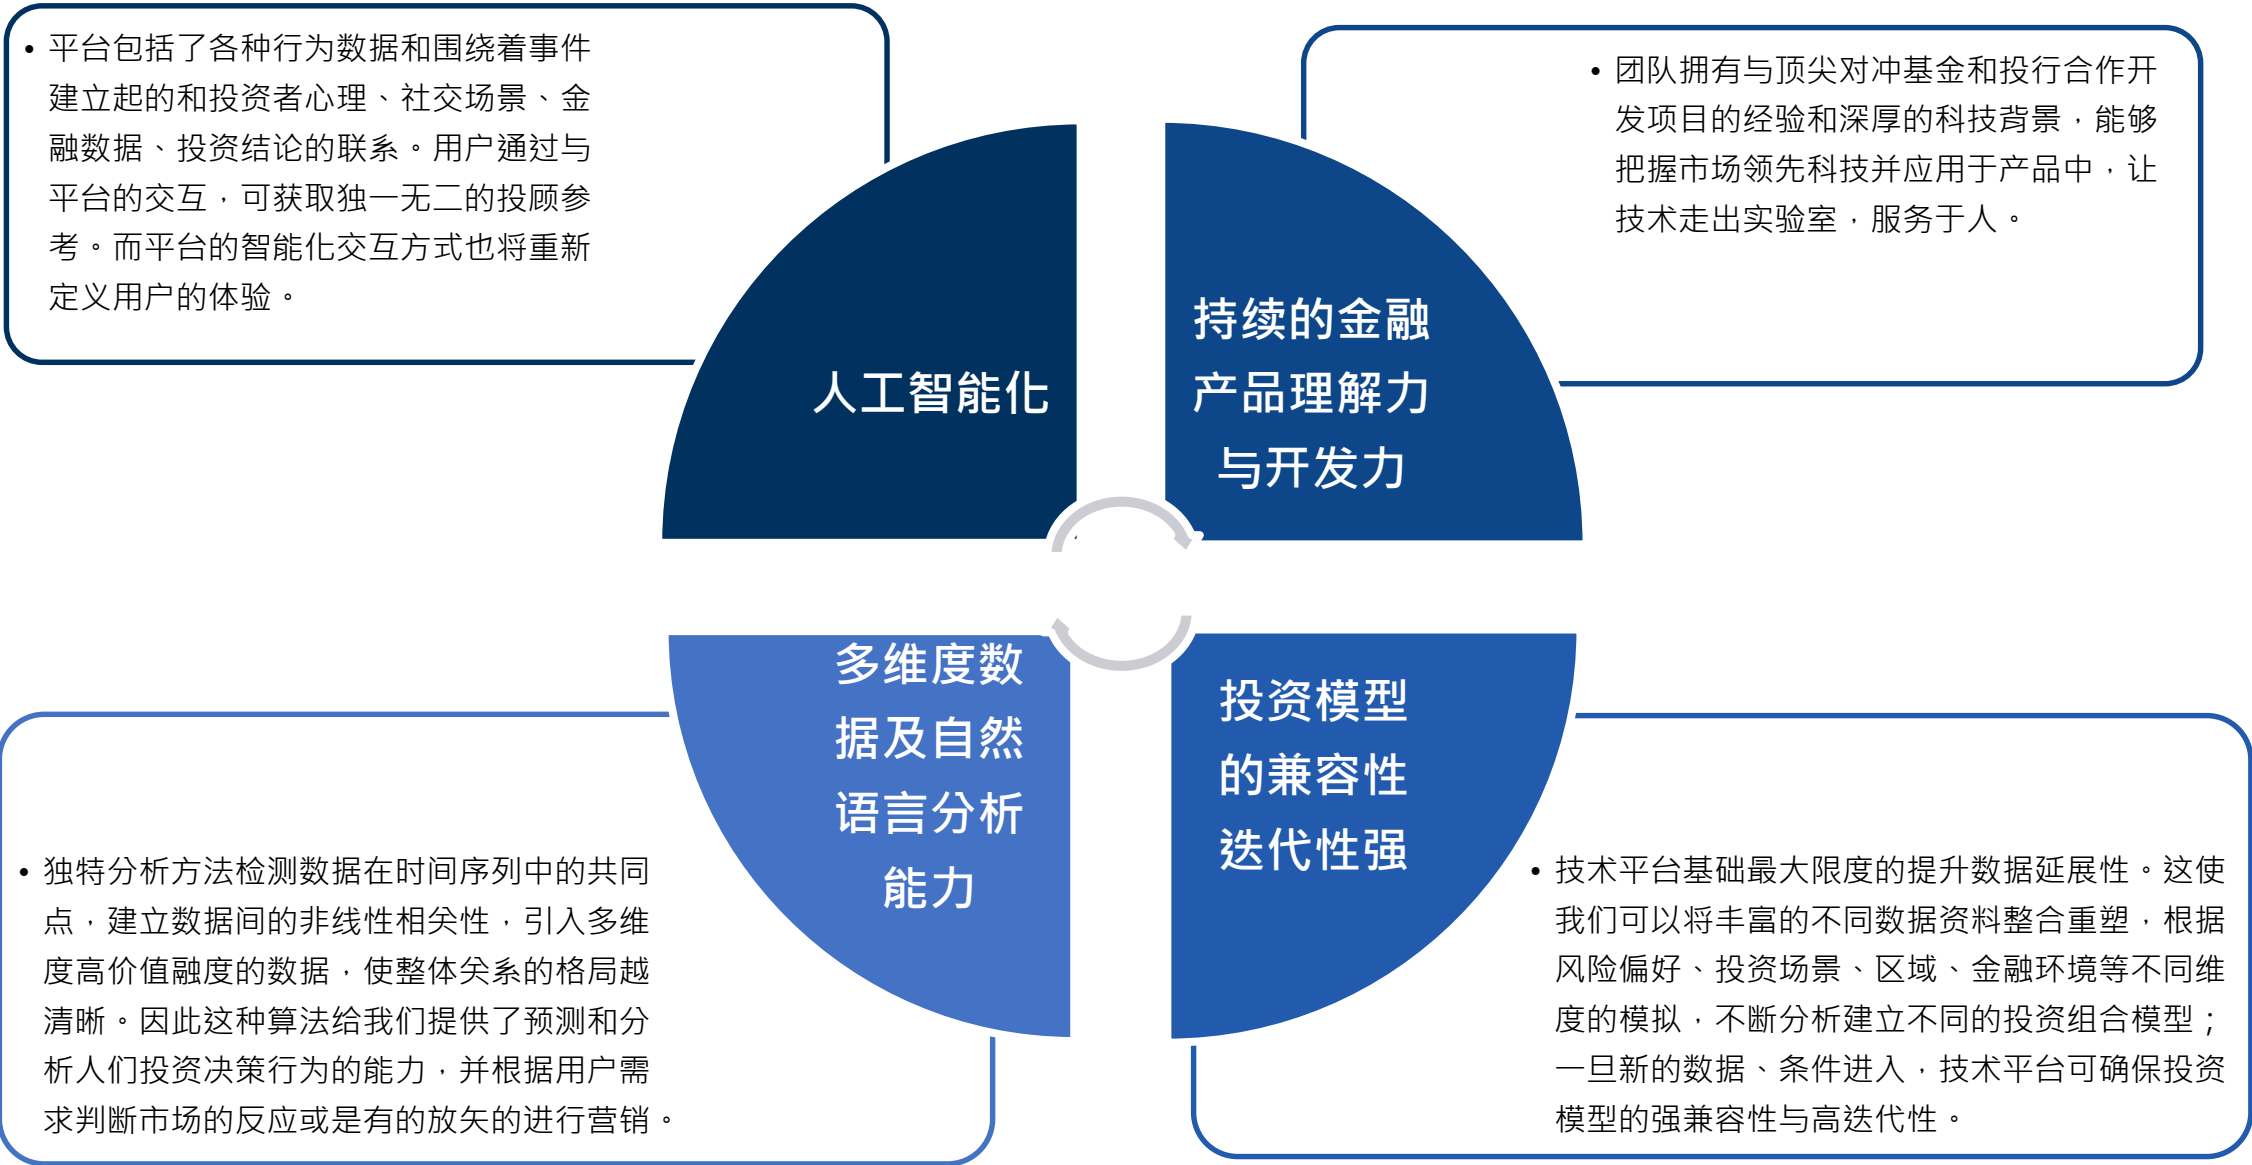 • 平台包括了各种行为数据和围绕着事件
建立起的和投资者心理、社交场景、金
融数据、投资结论的联系。用户通过与
平台的交互，可获取独一无二的投顾参
考。而平台的智能化交互方式也将重新
定义用户的体验。
• 团队拥有与顶尖对冲基金和投行合作开
发项目的经验和深厚的科技背景，能够
把握市场领先科技并应用于产品中，让
技术走出实验室，服务于人。
人工智能化
持续的金融
产品理解力
与开发力
多维度数
据及自然
语言分析
能力
投资模型
的兼容性
迭代性强
• 独特分析方法检测数据在时间序列中的共同
点，建立数据间的非线性相关性，引入多维
度高价值融度的数据，使整体关系的格局越
清晰。因此这种算法给我们提供了预测和分
析人们投资决策行为的能力，并根据用户需
求判断市场的反应或是有的放矢的进行营销。
• 技术平台基础最大限度的提升数据延展性。这使
我们可以将丰富的不同数据资料整合重塑，根据
风险偏好、投资场景、区域、金融环境等不同维
度的模拟，不断分析建立不同的投资组合模型；
一旦新的数据、条件进入，技术平台可确保投资
模型的强兼容性与高迭代性。